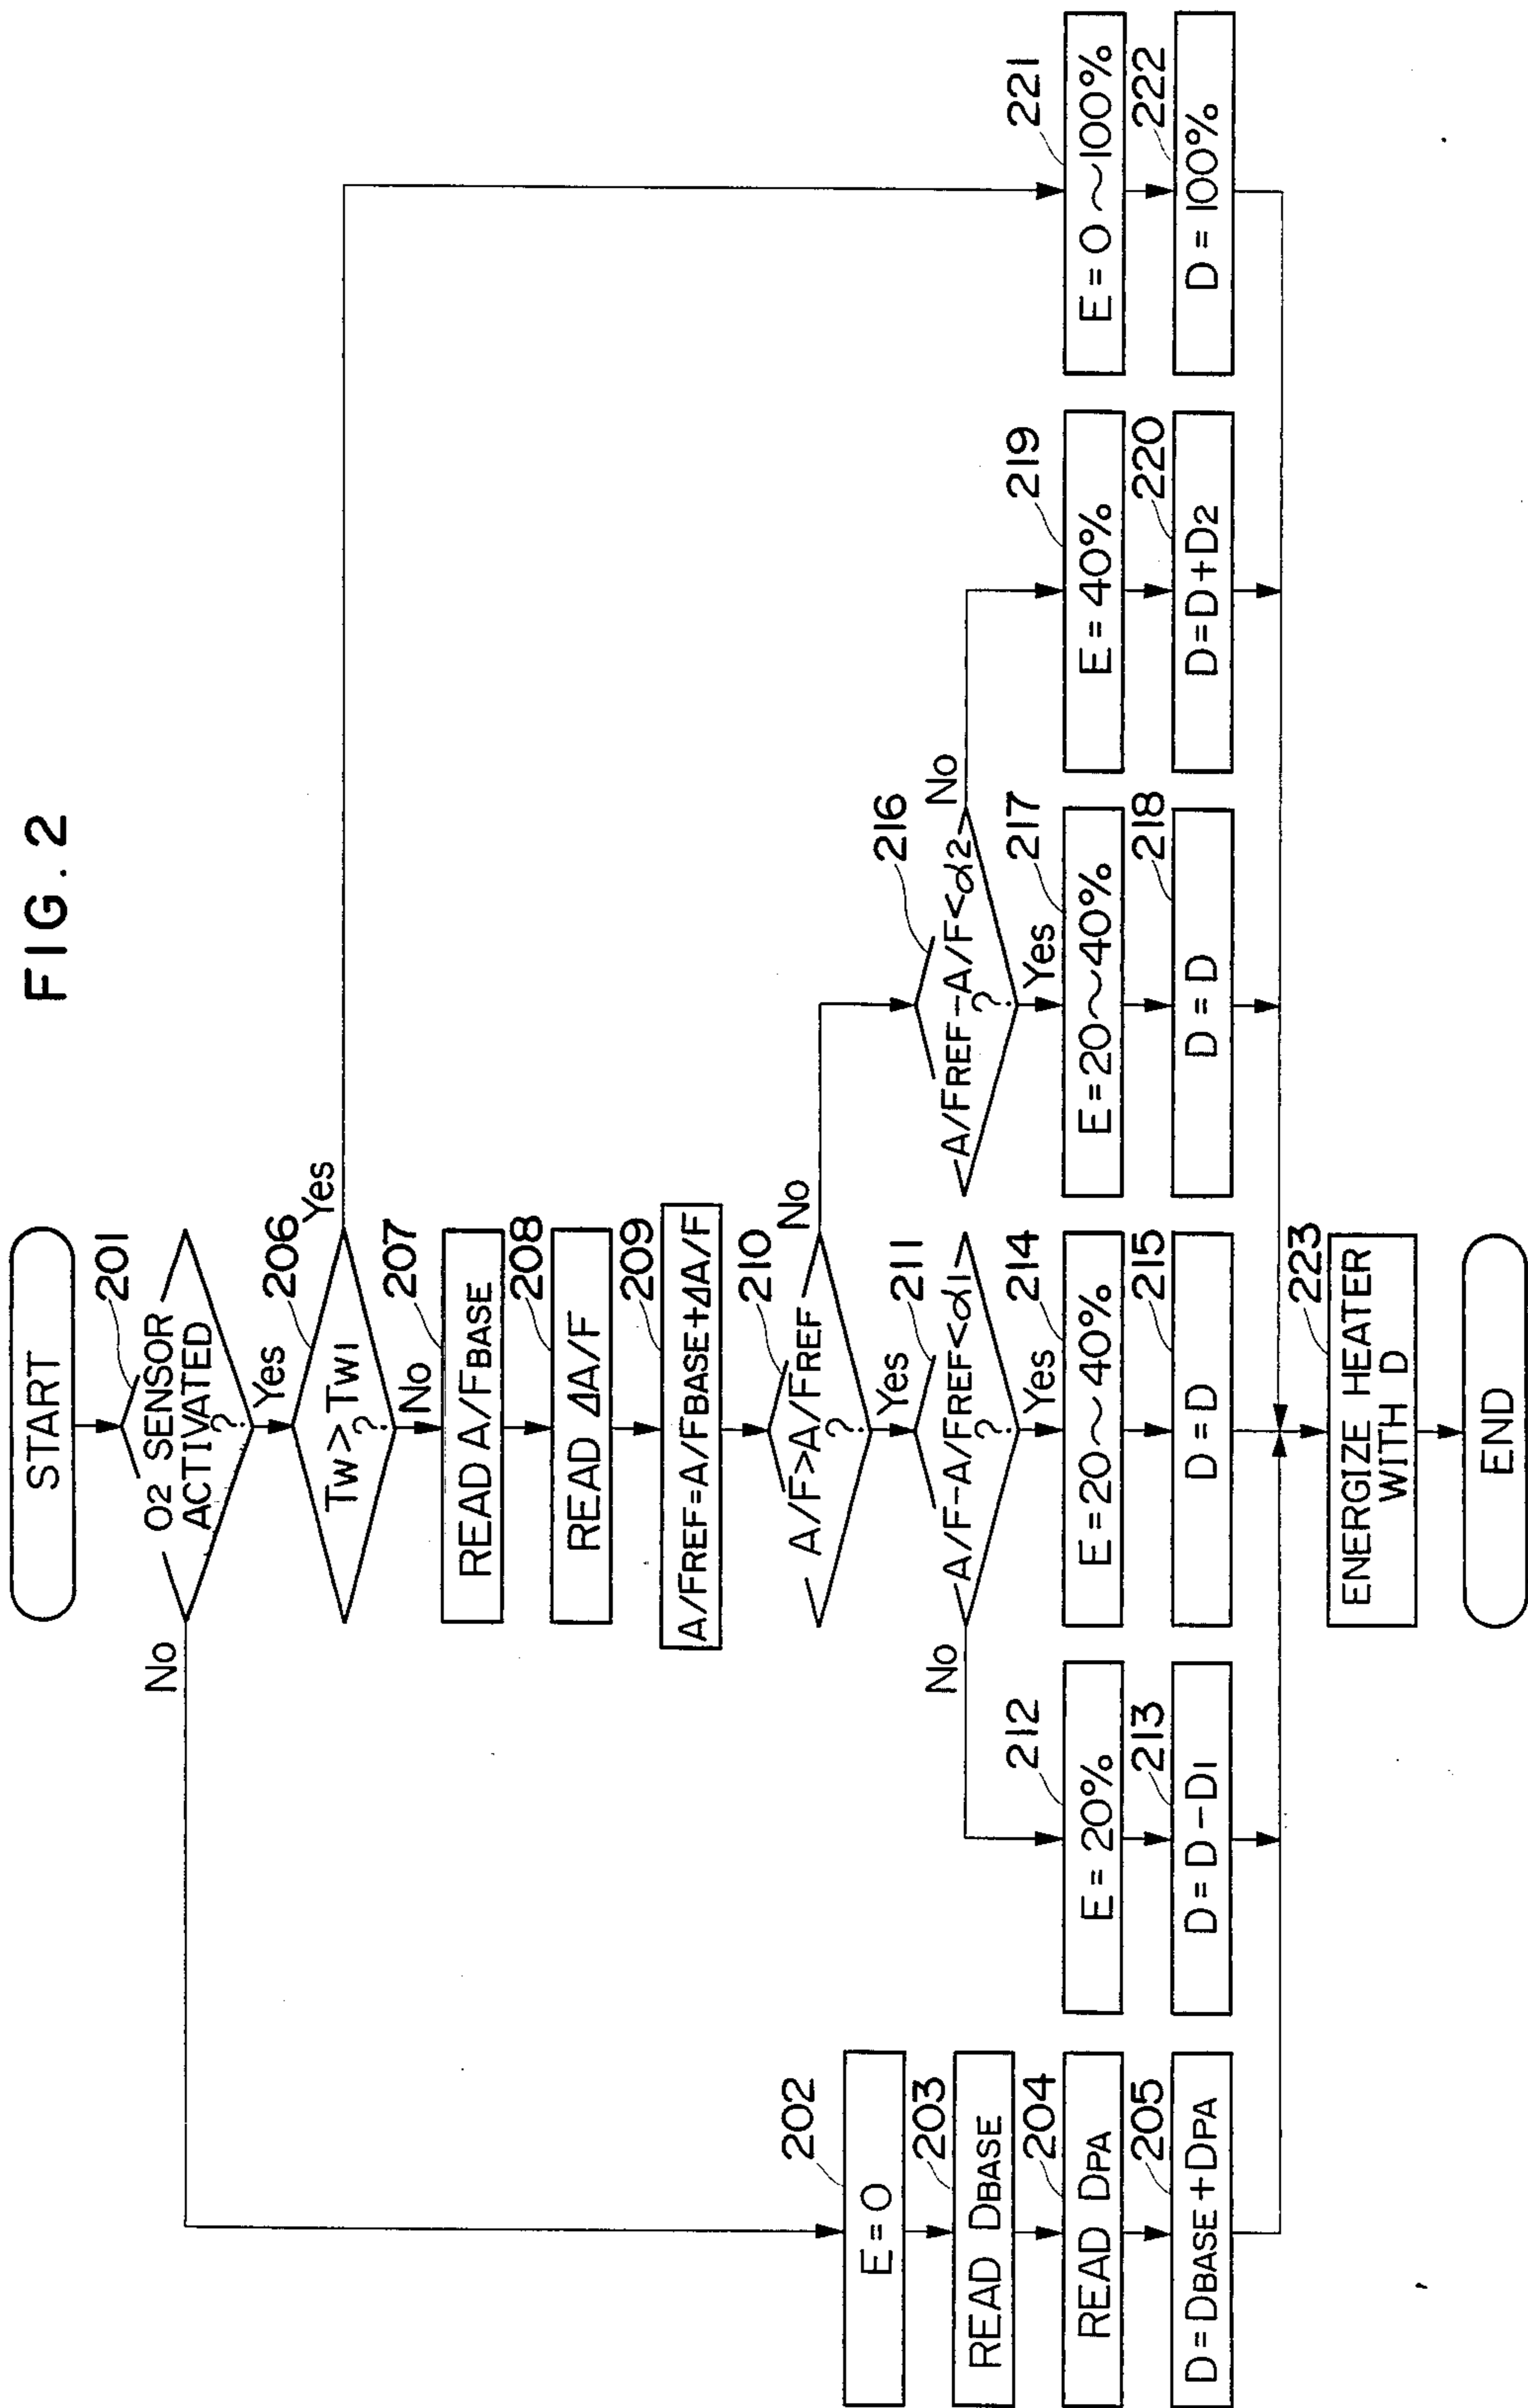 FIG. 2
START
201
O2 SENSOR
ACTIVATED
?
No
Yes
206
TW > TW1
?
Yes
No
207
READ A/FBASE
208
READ ΔA/F
209
A/FREF=A/FBASE+ΔA/F
210
A/F>A/FREF
?
No
Yes
211
A/F-A/FREF<α1
?
No
Yes
216
A/FREF-A/F<α2
?
No
Yes
202
E = 0
203
READ DBASE
204
READ DPA
205
D=DBASE+DPA
212
E = 20%
213
D = D - D1
214
E = 20~40%
215
D = D
217
E = 20~40%
218
D = D
219
E = 40%
220
D=D+D2
221
E = 0~100%
222
D = 100%
223
ENERGIZE HEATER
WITH D
END